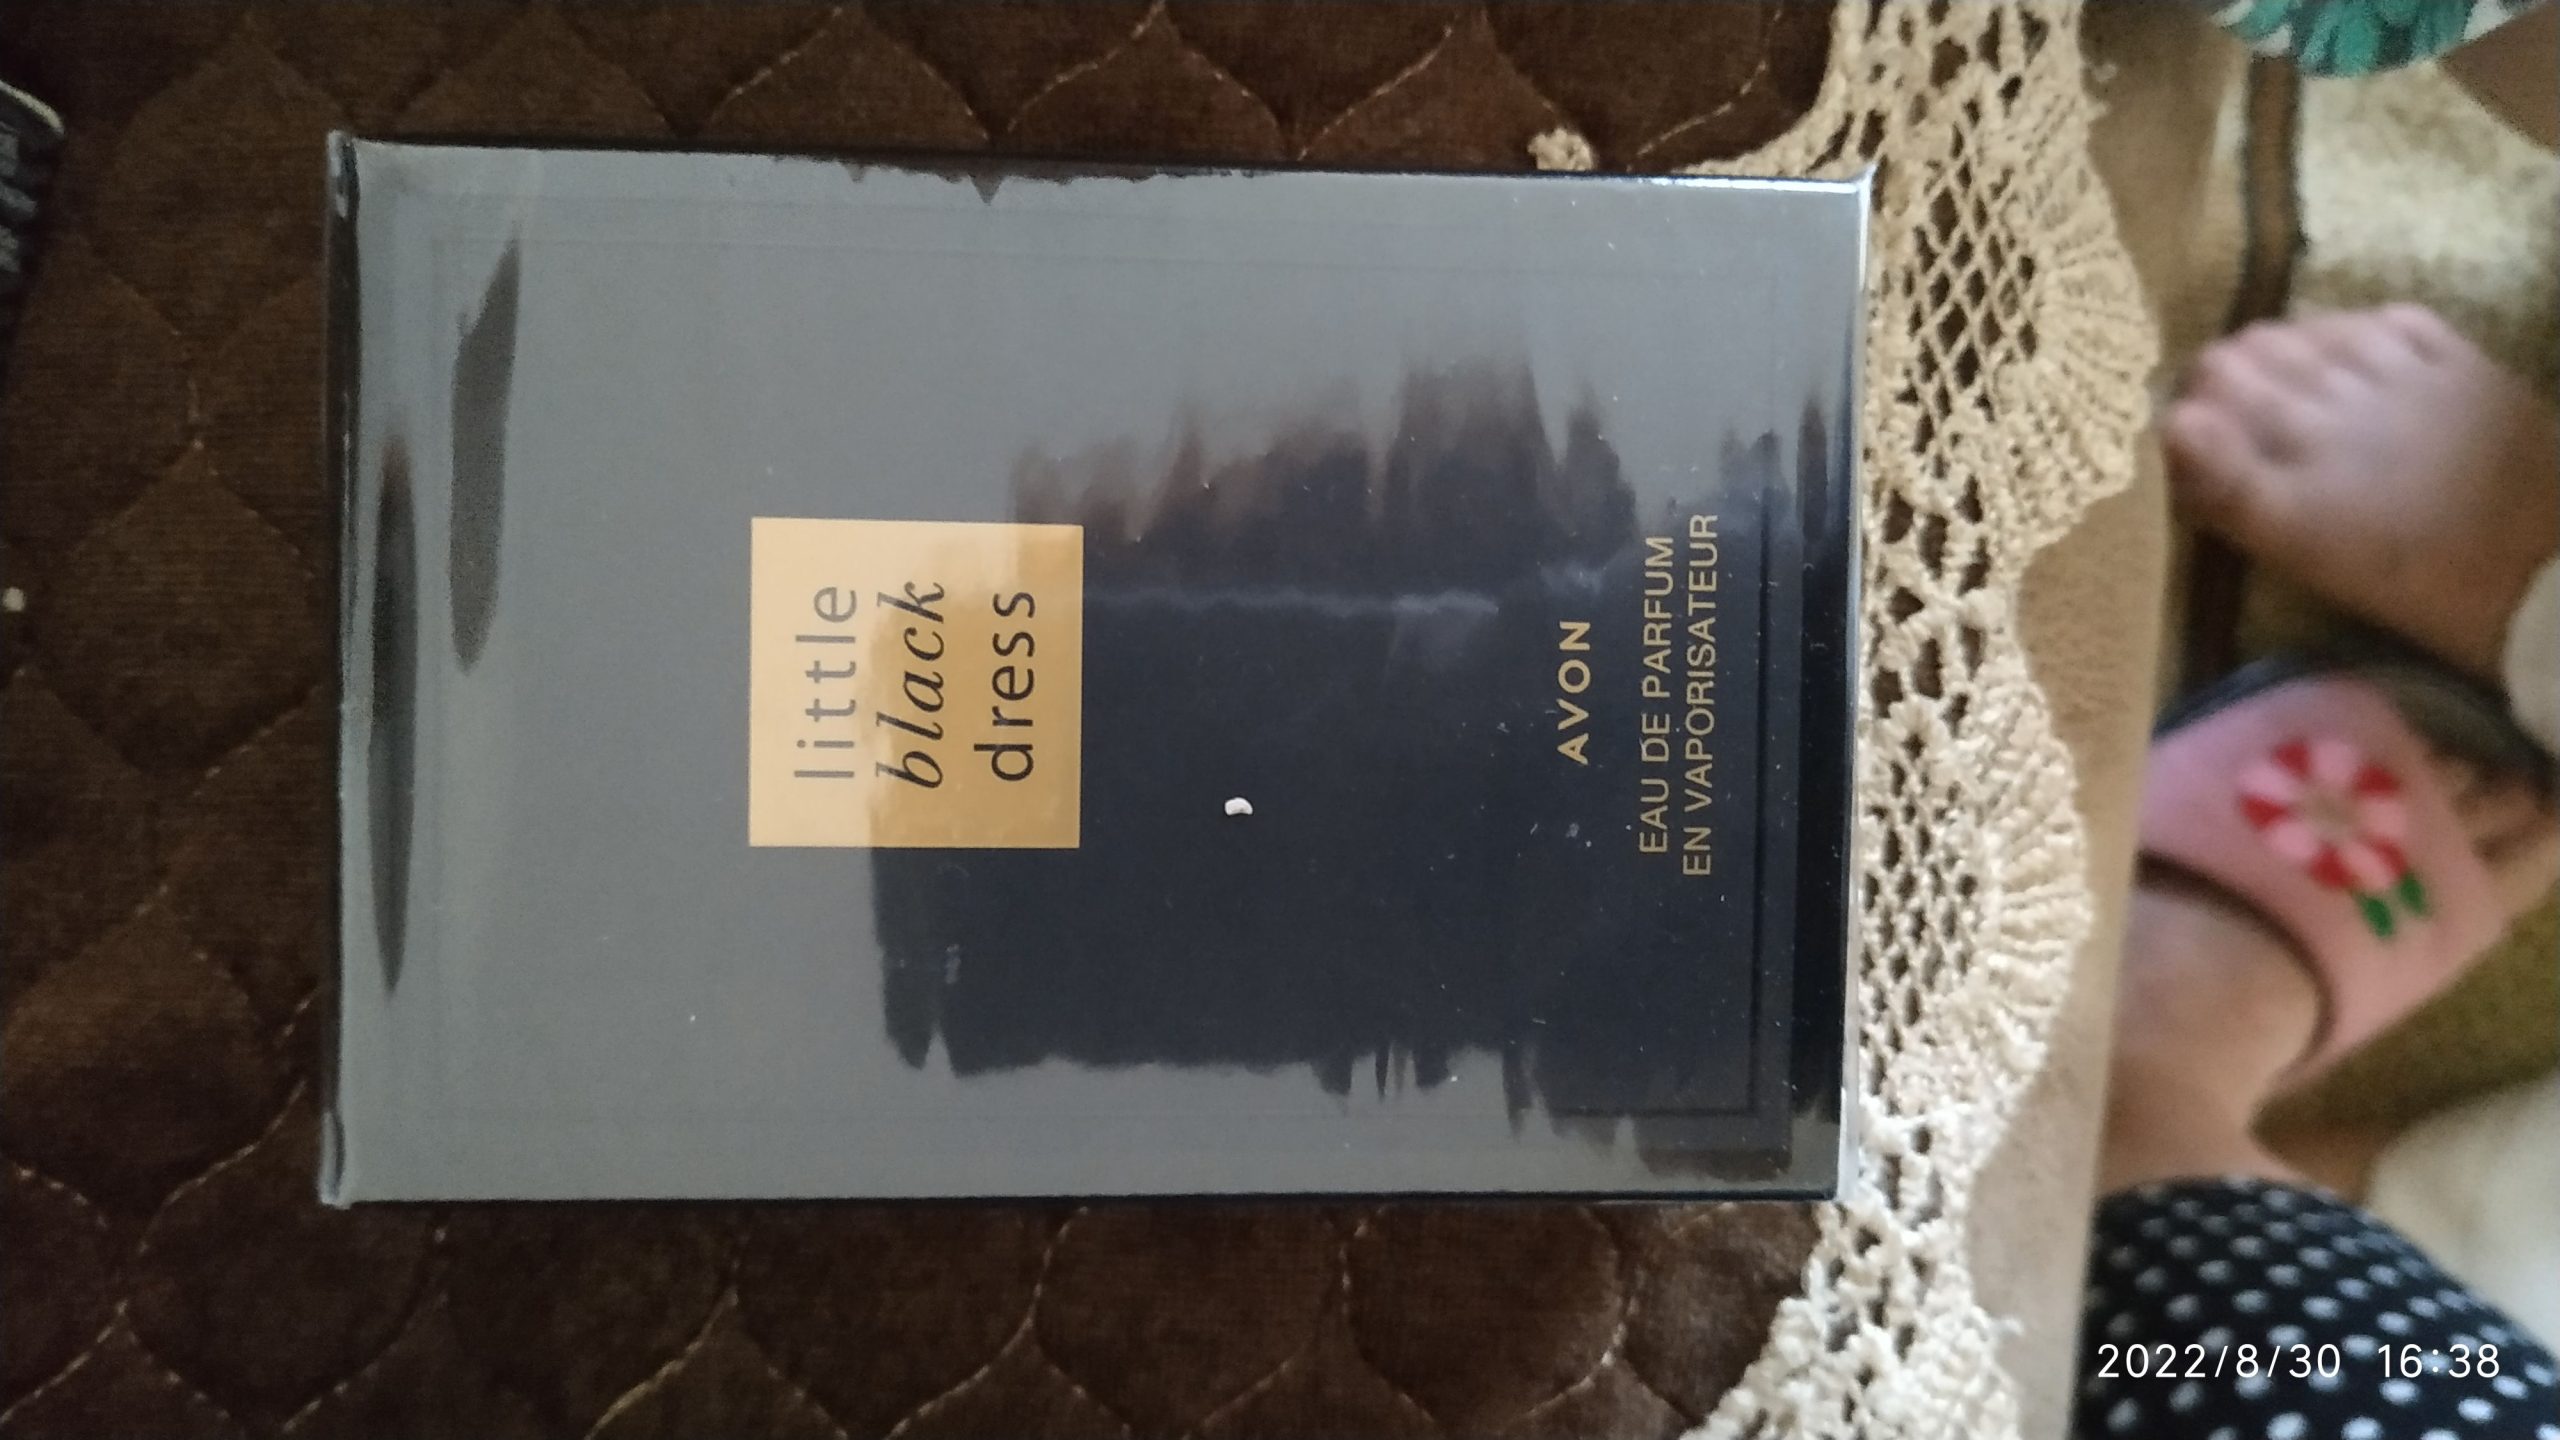 little
black
dress
AVON
EAU DE PARFUM
EN VAPORISATEUR
2022/8/30 16:38